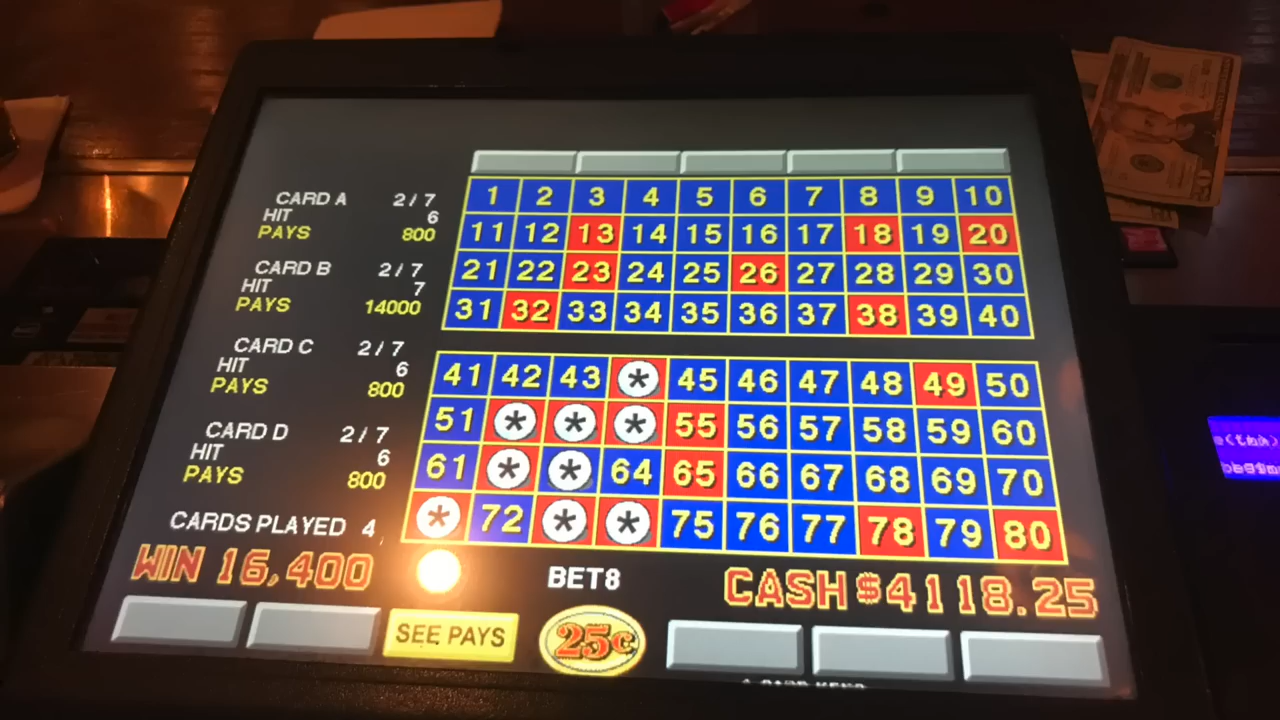 CARD A 2/7
HIT 6
PAYS 800
CARD B 2/7
HIT 7
PAYS 14000
CARD C 2/7
HIT 6
PAYS 800
CARD D 2/7
HIT 6
PAYS 800
CARDS PLAYED 4
1 2 3 4 5 6 7 8 9 10
11 12 13 14 15 16 17 18 19 20
21 22 23 24 25 26 27 28 29 30
31 32 33 34 35 36 37 38 39 40
41 42 43 * 45 46 47 48 49 50
51 * * * 55 56 57 58 59 60
61 * * 64 65 66 67 68 69 70
* 72 * * 75 76 77 78 79 80
WIN 16,400
BET8
CASH $4118.25
SEE PAYS
25¢